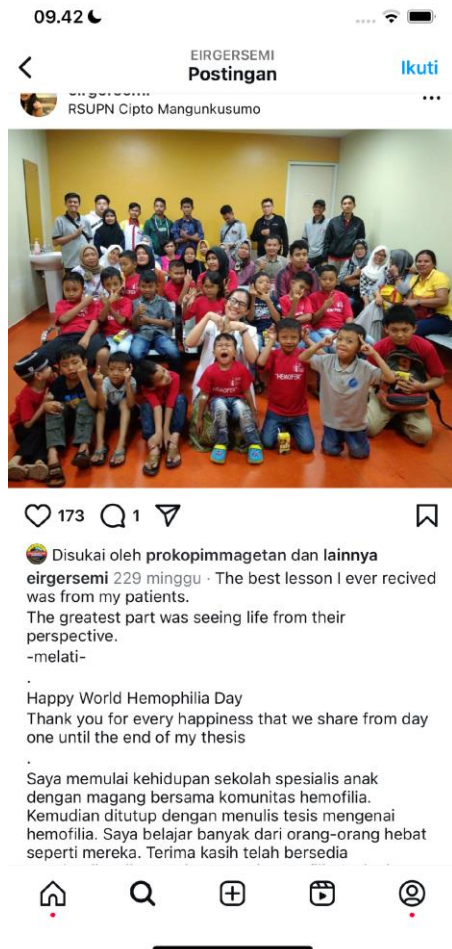 09.42
EIRGERSEMI
Postingan
Ikuti
RSUPN Cipto Mangunkusumo
173
1
Disukai oleh prokopimmagetan dan lainnya
eirgersemi 229 minggu · The best lesson I ever recived
was from my patients.
The greatest part was seeing life from their
perspective.
-melati-
.
Happy World Hemophilia Day
Thank you for every happiness that we share from day
one until the end of my thesis
.
Saya memulai kehidupan sekolah spesialis anak
dengan magang bersama komunitas hemofilia.
Kemudian ditutup dengan menulis tesis mengenai
hemofilia. Saya belajar banyak dari orang-orang hebat
seperti mereka. Terima kasih telah bersedia